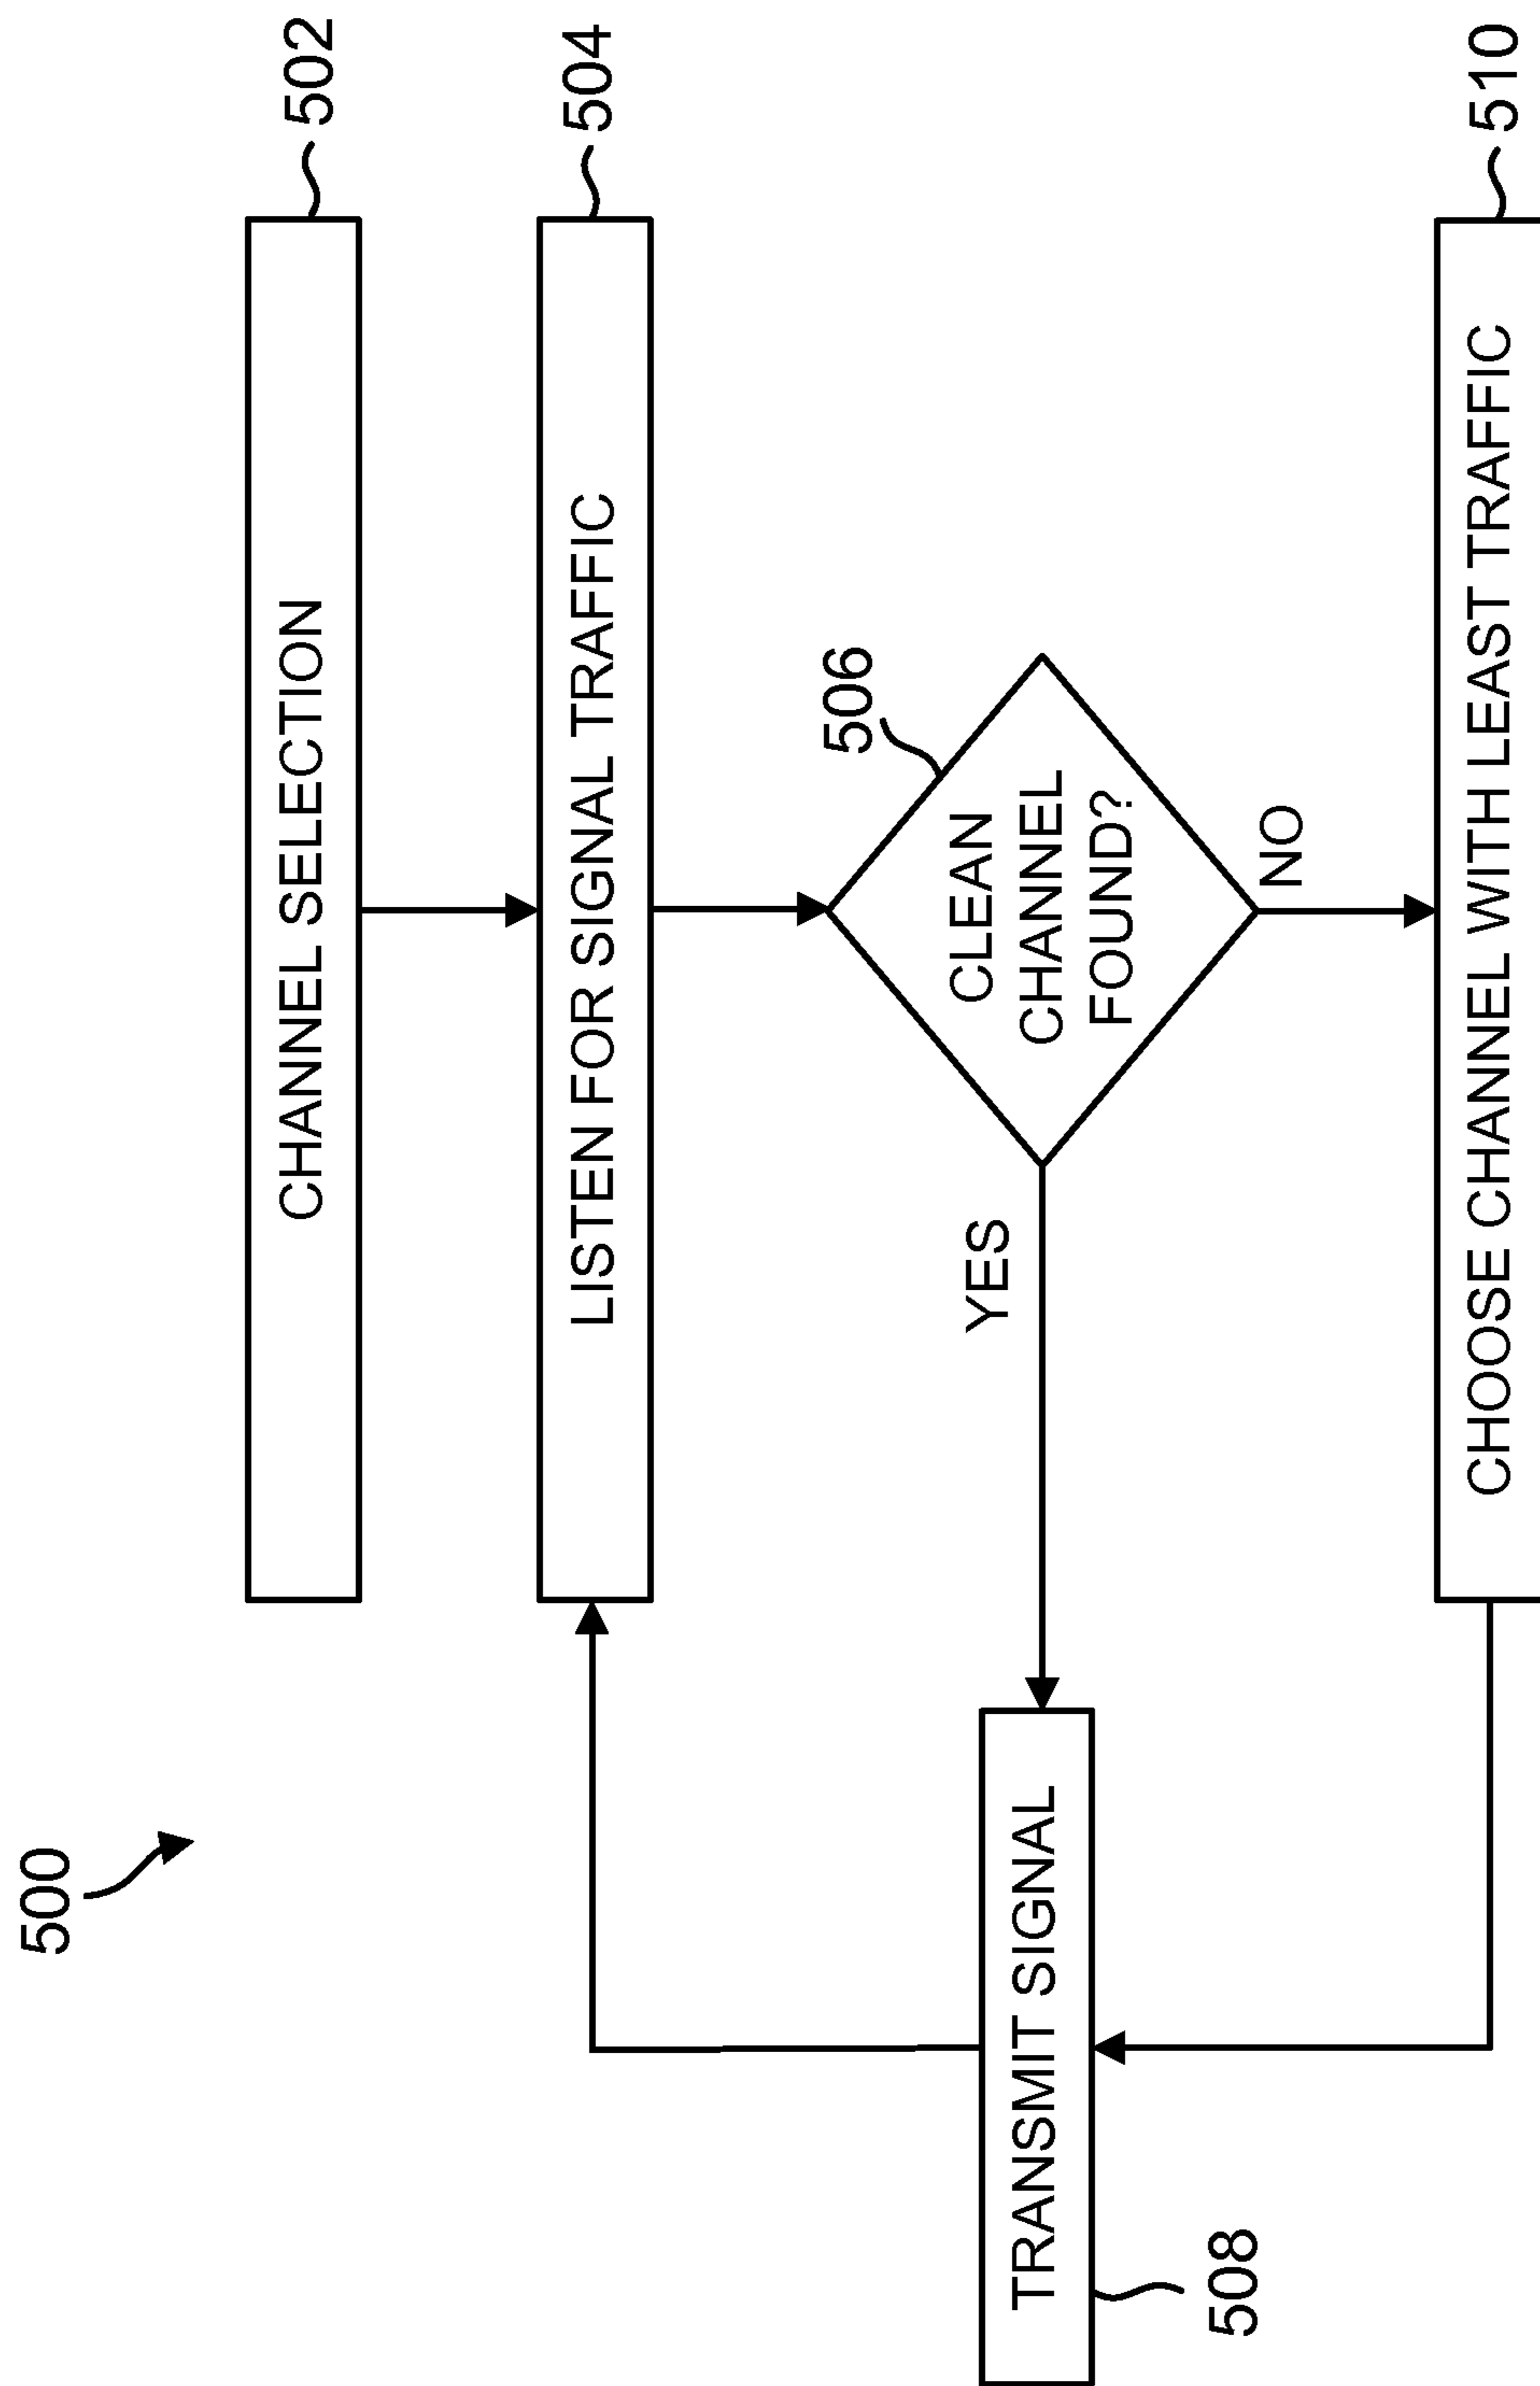 500
CHANNEL SELECTION
502
LISTEN FOR SIGNAL TRAFFIC
504
506
CLEAN
CHANNEL
FOUND?
YES
TRANSMIT SIGNAL
508
NO
CHOOSE CHANNEL WITH LEAST TRAFFIC
510